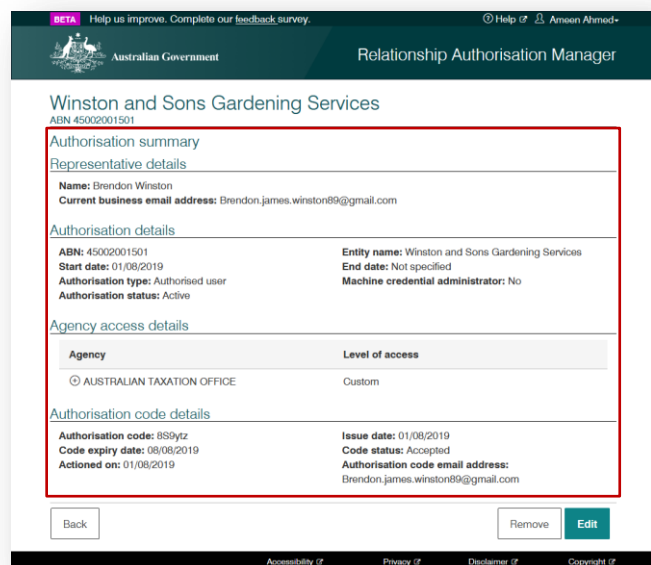 BETA Help us improve. Complete our feedback survey. Help Ameen Ahmed
Australian Government Relationship Authorisation Manager
Winston and Sons Gardening Services
ABN 45002001501
Authorisation summary
Representative details
Name: Brendon Winston
Current business email address: Brendon.james.winston89@gmail.com
Authorisation details
ABN: 45002001501 Entity name: Winston and Sons Gardening Services
Start date: 01/08/2019 End date: Not specified
Authorisation type: Authorised user Machine credential administrator: No
Authorisation status: Active
Agency access details
Agency Level of access
AUSTRALIAN TAXATION OFFICE Custom
Authorisation code details
Authorisation code: 8S9ytz Issue date: 01/08/2019
Code expiry date: 08/08/2019 Code status: Accepted
Actioned on: 01/08/2019 Authorisation code email address:
Brendon.james.winston89@gmail.com
Back Remove Edit
Accessibility Privacy Disclaimer Copyright